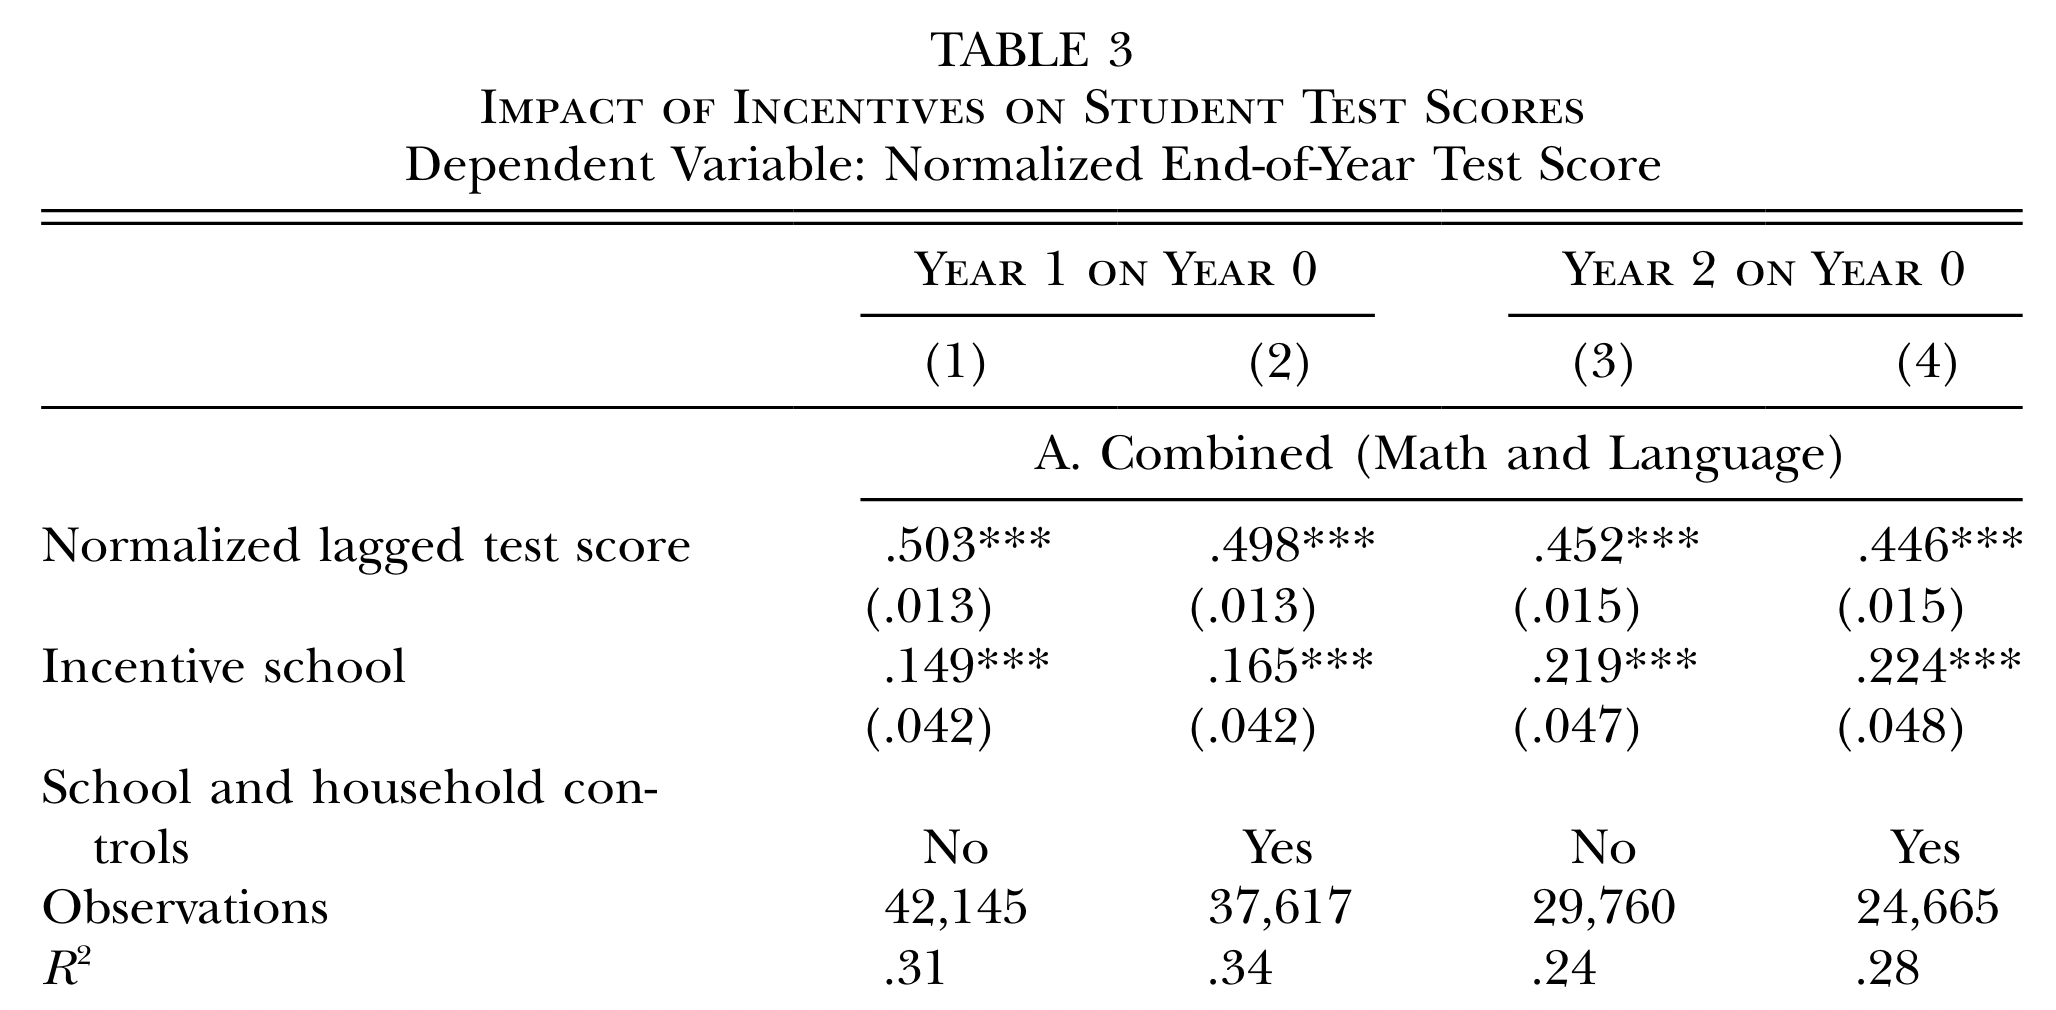 TABLE 3
Impact of Incentives on Student Test Scores
Dependent Variable: Normalized End-of-Year Test Score
Year 1 on Year 0 Year 2 on Year 0
(1) (2) (3) (4)
A. Combined (Math and Language)
Normalized lagged test score .503*** .498*** .452*** .446***
(.013) (.013) (.015) (.015)
Incentive school .149*** .165*** .219*** .224***
(.042) (.042) (.047) (.048)
School and household con-
trols No Yes No Yes
Observations 42,145 37,617 29,760 24,665
R² .31 .34 .24 .28